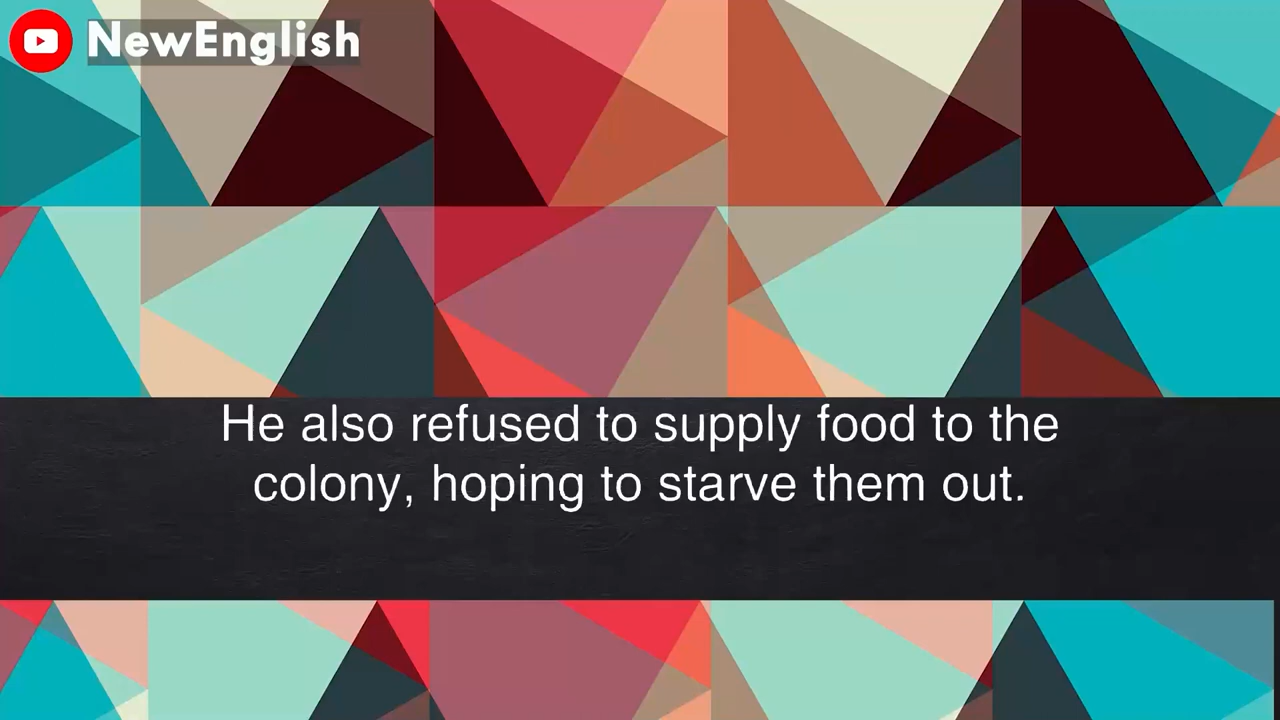 NewEnglish
He also refused to supply food to the
colony, hoping to starve them out.